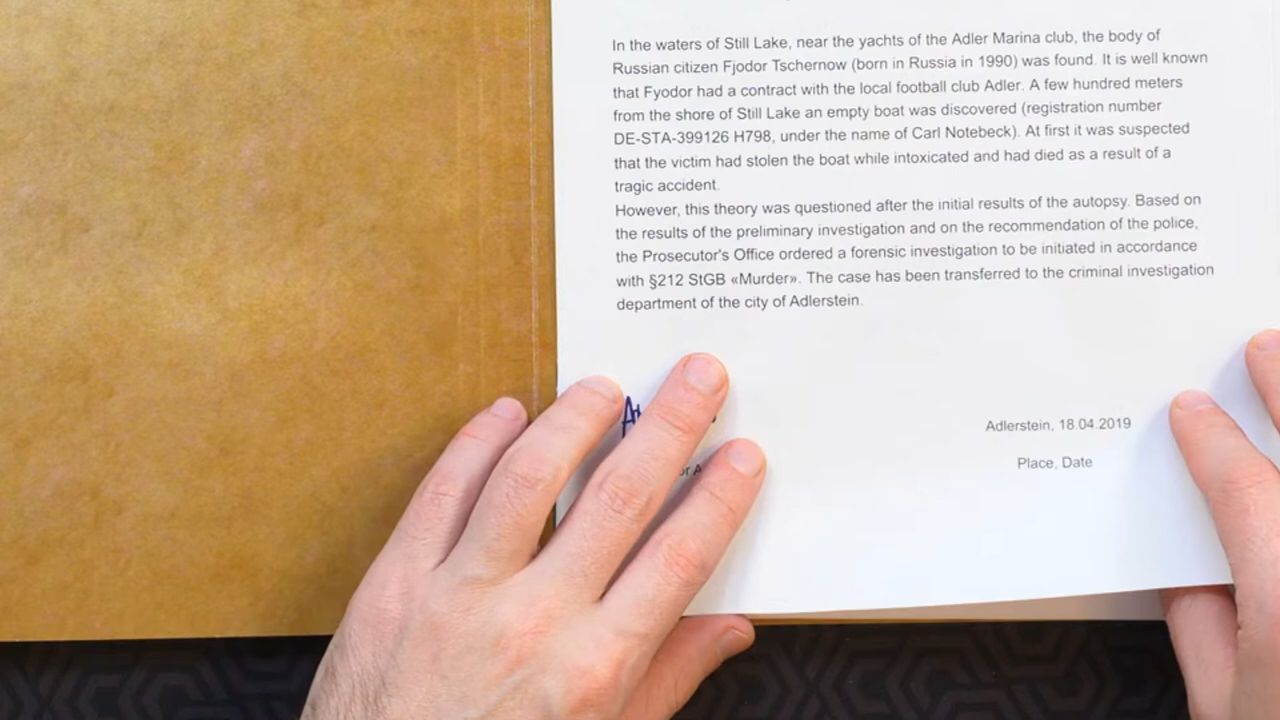 In the waters of Still Lake, near the yachts of the Adler Marina club, the body of
Russian citizen Fjodor Tschernow (born in Russia in 1990) was found. It is well known
that Fyodor had a contract with the local football club Adler. A few hundred meters
from the shore of Still Lake an empty boat was discovered (registration number
DE-STA-399126 H798, under the name of Carl Notebeck). At first it was suspected
that the victim had stolen the boat while intoxicated and had died as a result of a
tragic accident.
However, this theory was questioned after the initial results of the autopsy. Based on
the results of the preliminary investigation and on the recommendation of the police,
the Prosecutor's Office ordered a forensic investigation to be initiated in accordance
with §212 StGB «Murder». The case has been transferred to the criminal investigation
department of the city of Adlerstein.
Adlerstein, 18.04.2019
Place, Date